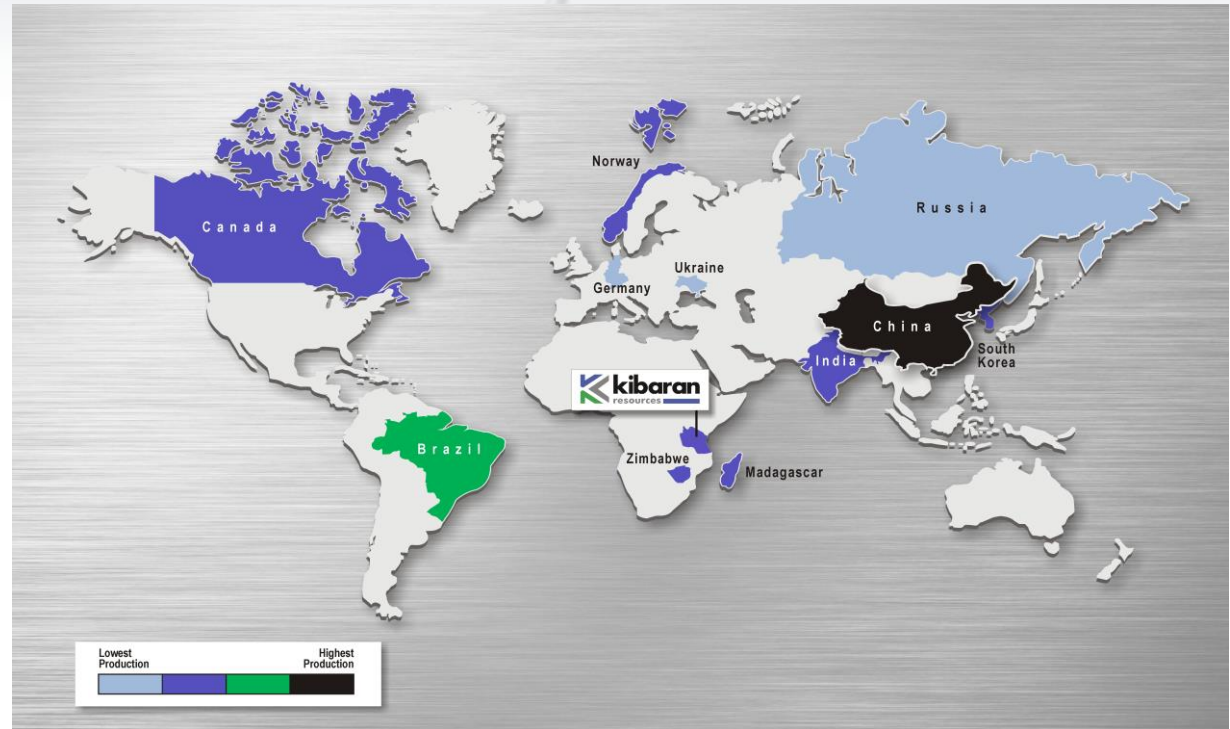 Norway
Canada
Russia
Ukraine
Germany
China
South
Korea
India
kibaran
resources
Brazil
Zimbabwe
Madagascar
Lowest
Production
Highest
Production